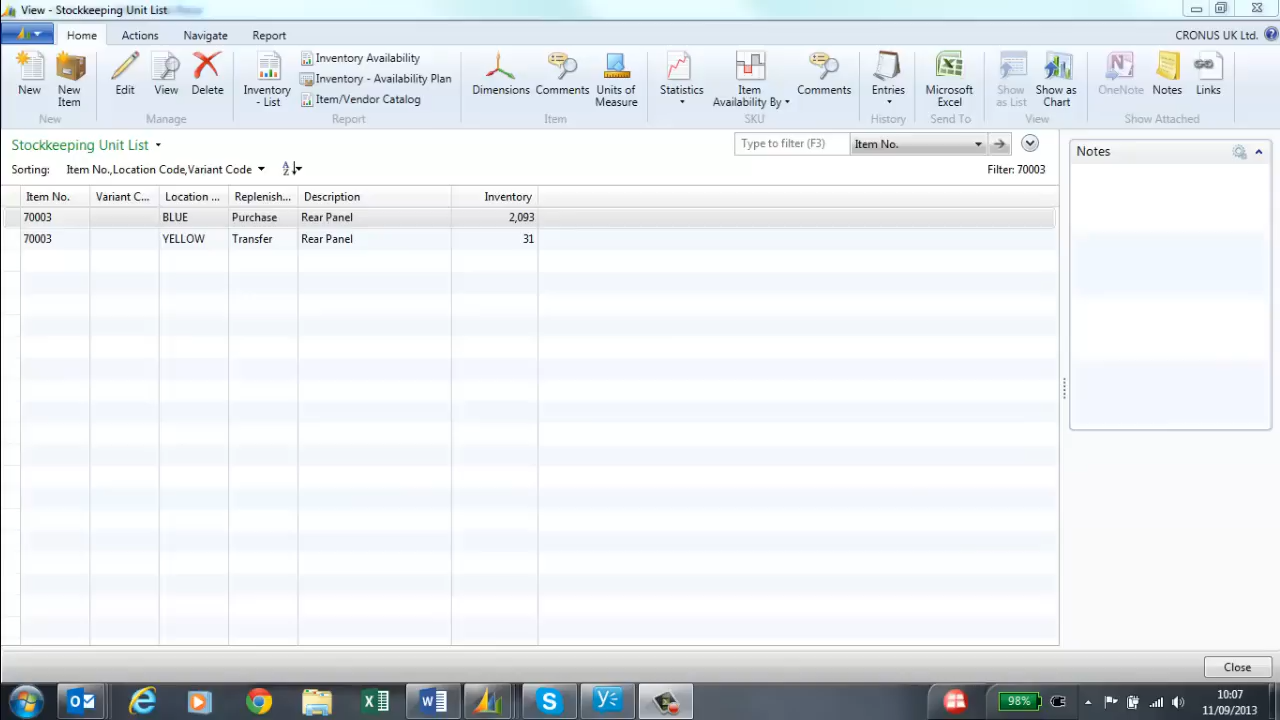 View - Stockkeeping Unit List
Home Actions Navigate Report CRONUS UK Ltd.
New New Item Edit View Delete Inventory - List Inventory Availability Inventory - Availability Plan Item/Vendor Catalog Dimensions Comments Units of Measure Statistics Item Availability By Comments Entries Microsoft Excel Show as List Show as Chart OneNote Notes Links
New Manage Report Item SKU History Send To View Show Attached
Stockkeeping Unit List Type to filter (F3) Item No. Notes
Sorting: Item No.,Location Code,Variant Code Filter: 70003
Item No. Variant C... Location ... Replenish... Description Inventory
70003 BLUE Purchase Rear Panel 2,093
70003 YELLOW Transfer Rear Panel 31
Close
98% 10:07
11/09/2013